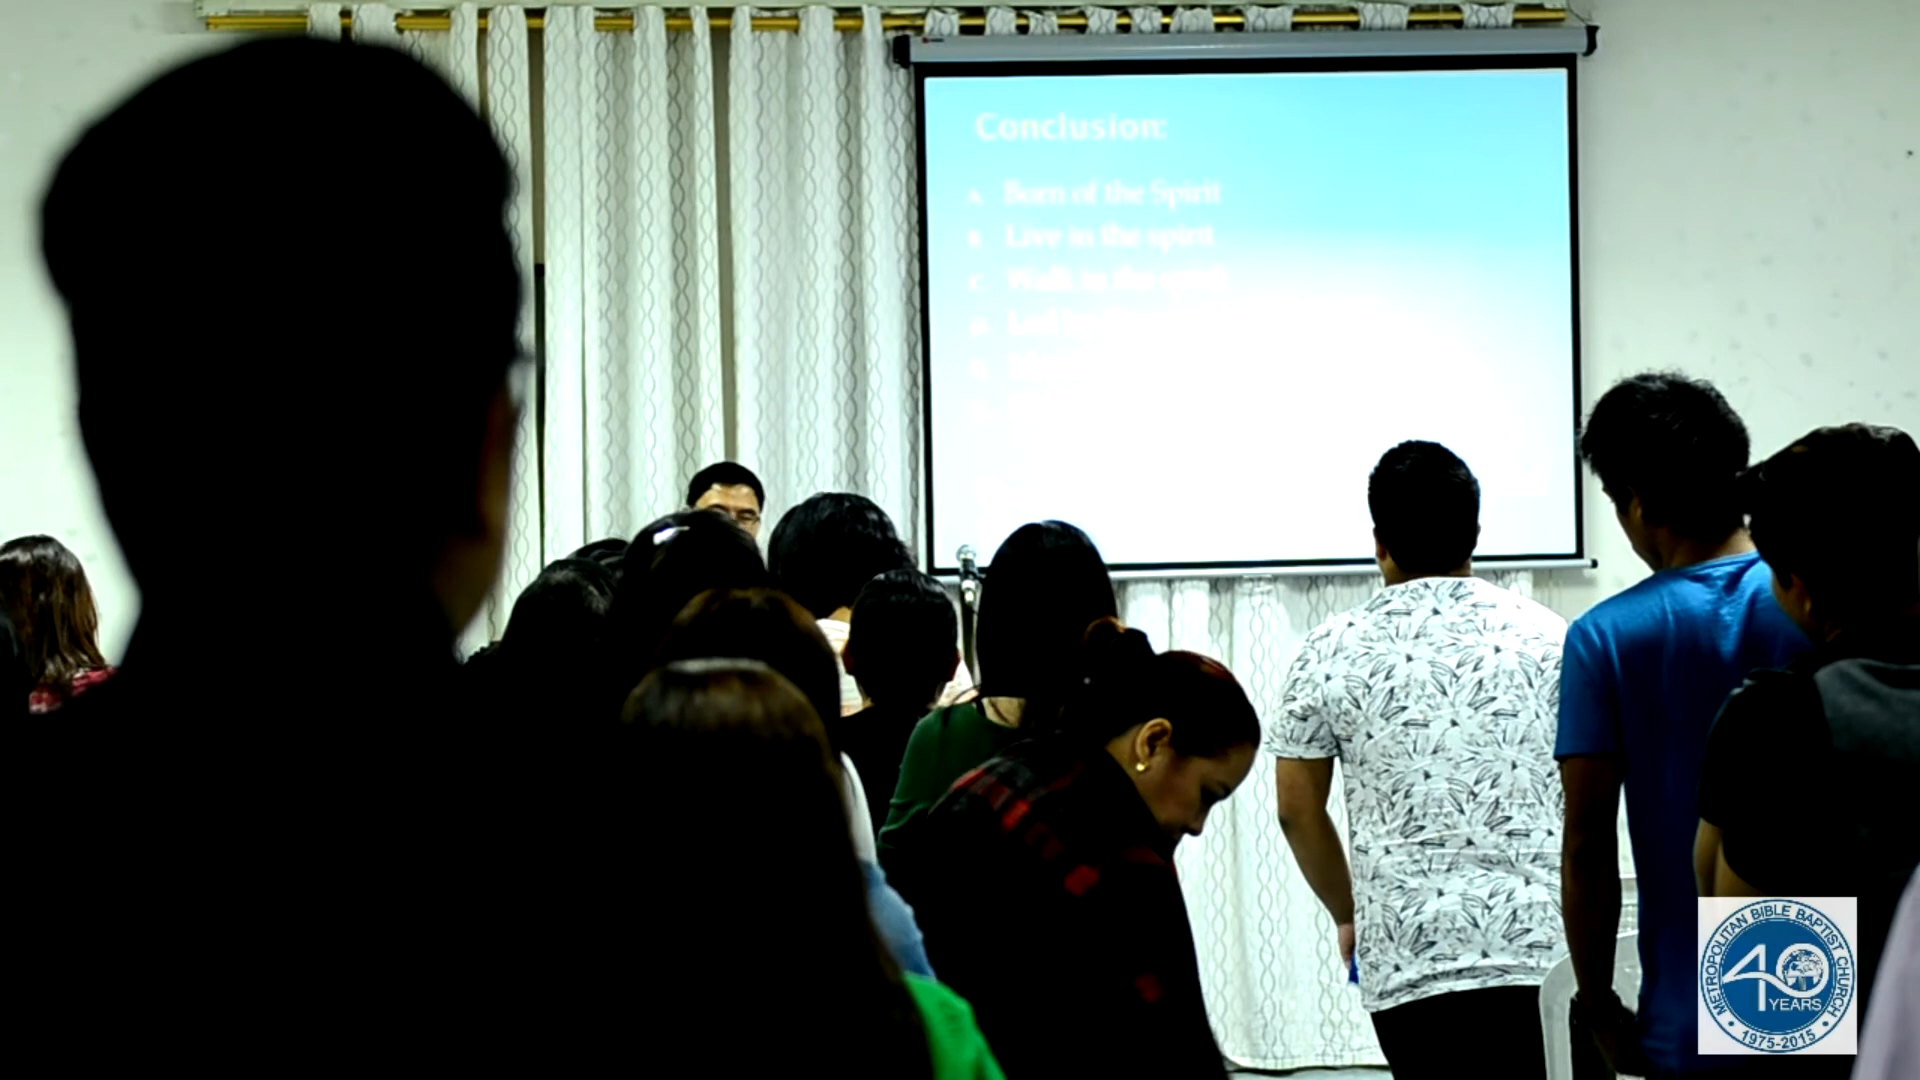 Conclusion:
A. Born of the Spirit
B. Live in the spirit
C. Walk in the spirit
Led
METROPOLITAN BIBLE BAPTIST CHURCH
40
YEARS
• 1975-2015 •